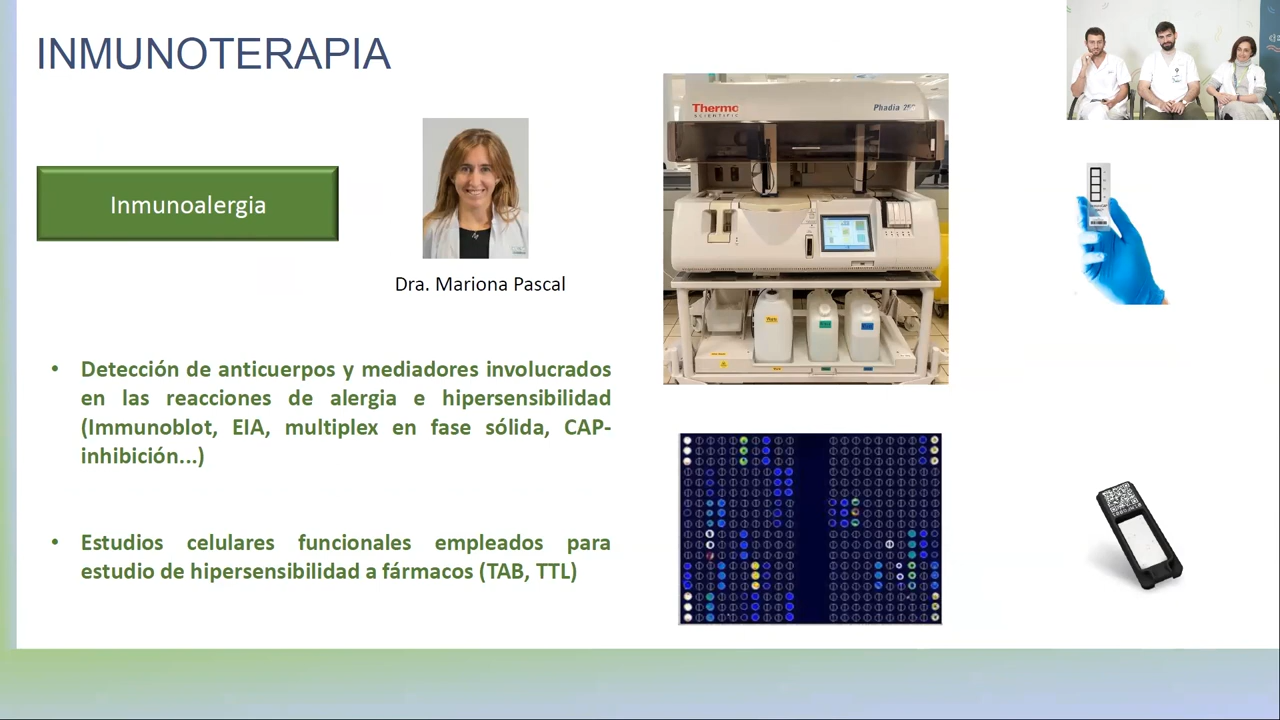 INMUNOTERAPIA
Inmunoalergia
Dra. Mariona Pascal
• Detección de anticuerpos y mediadores involucrados
en las reacciones de alergia e hipersensibilidad
(Immunoblot, EIA, multiplex en fase sólida, CAP-
inhibición...)
• Estudios celulares funcionales empleados para
estudio de hipersensibilidad a fármacos (TAB, TTL)
Thermo
SCIENTIFIC
Phadia